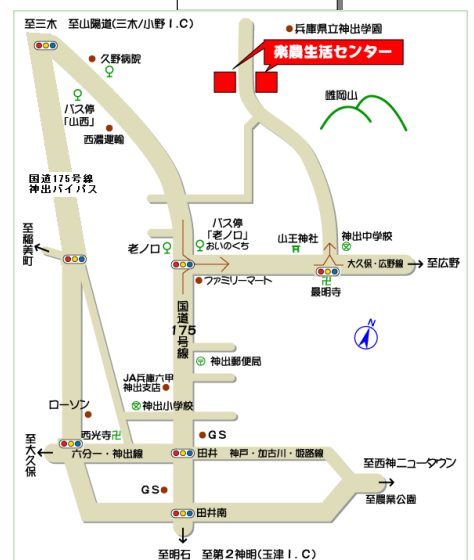 至三木 至山陽道(三木/小野I.C)
兵庫県立神出学園
楽農生活センター
久野病院
雌岡山
バス停
「山西」
西濃運輸
国道175号線
神出バイパス
至稲美町
老ノ口
バス停
「老ノ口」
おいのくち
山王神社
神出中学校
大久保・広野線
至広野
最明寺
ファミリーマート
国道
175
号線
N
神出郵便局
JA兵庫六甲
神出支店
神出小学校
ローソン
西光寺
GS
至大久保
六分一・神出線
田井
神戸・加古川・姫路線
至西神ニュータウン
至農業公園
GS
田井南
至明石 至第2神明(玉津I.C)